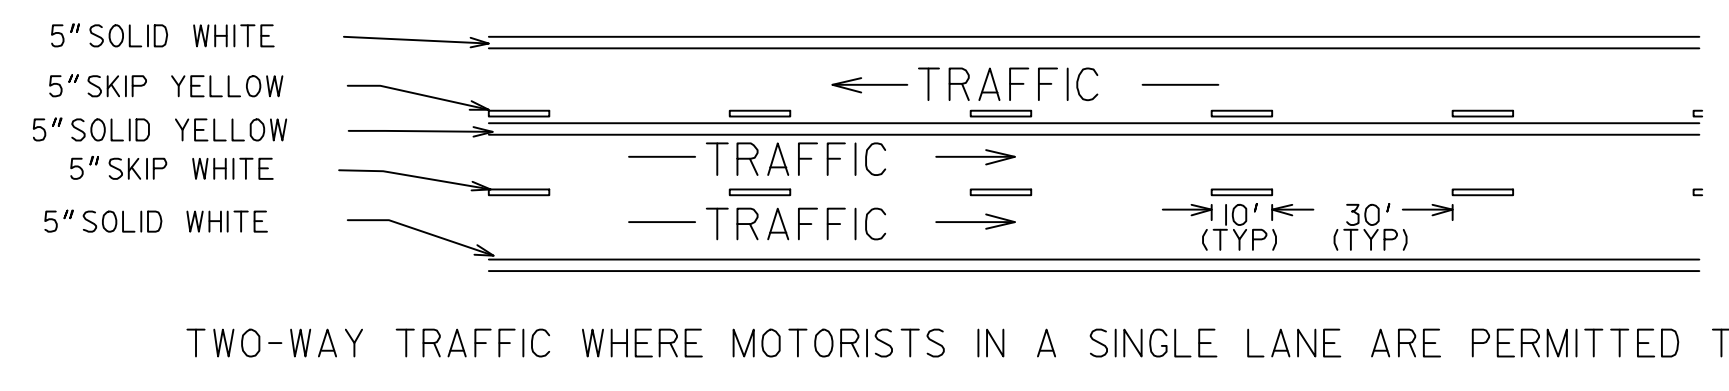 5" SOLID WHITE
5" SKIP YELLOW
TRAFFIC
5" SOLID YELLOW
TRAFFIC
5" SKIP WHITE
5" SOLID WHITE
TRAFFIC
10' 30'
(TYP) (TYP)
TWO-WAY TRAFFIC WHERE MOTORISTS IN A SINGLE LANE ARE PERMITTED T